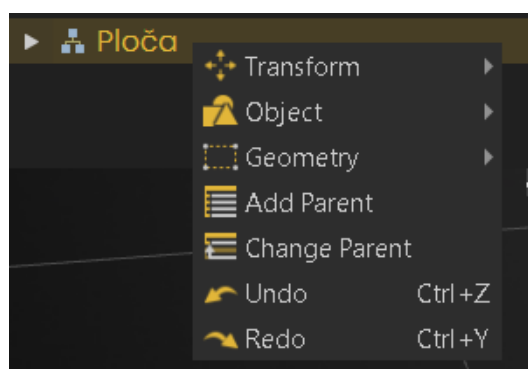 Ploča
Transform
Object
Geometry
Add Parent
Change Parent
Undo Ctrl+Z
Redo Ctrl+Y